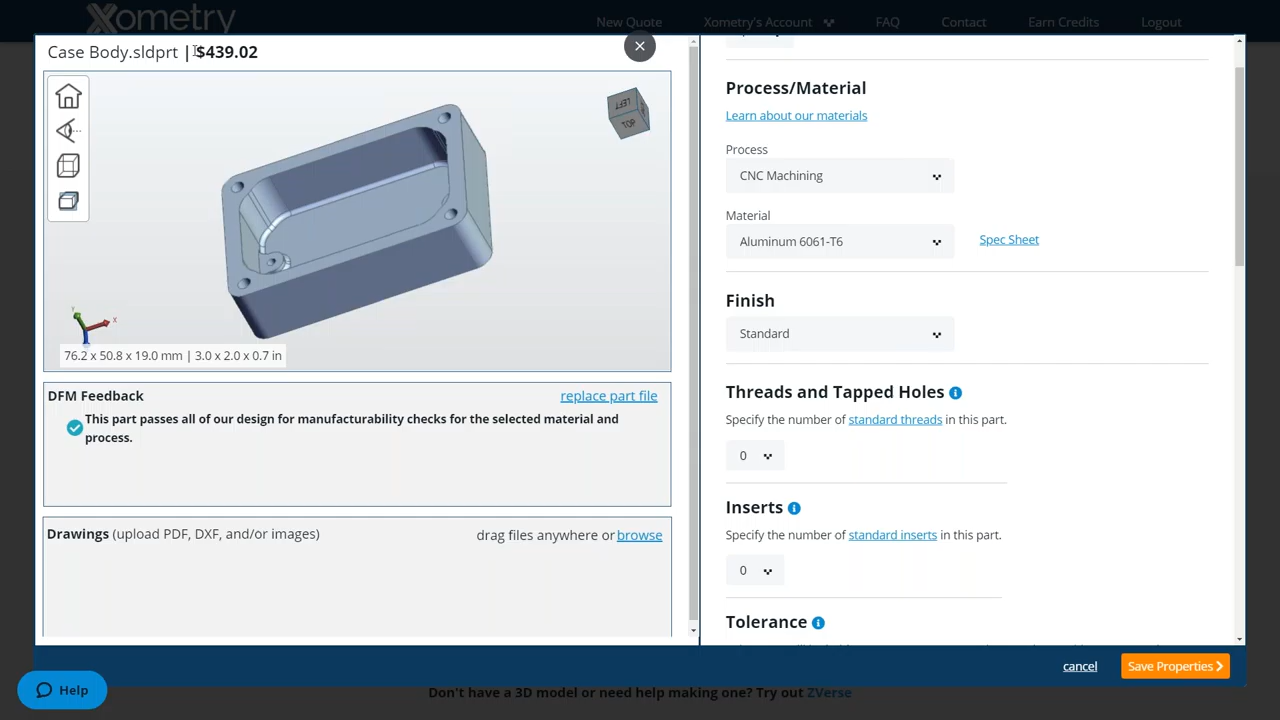 Xometry
New Quote
Xometry's Account
FAQ
Contact
Earn Credits
Logout
Case Body.sldprt | $439.02
LEFT
TOP
Y
X
76.2 x 50.8 x 19.0 mm | 3.0 x 2.0 x 0.7 in
DFM Feedback
replace part file
This part passes all of our design for manufacturability checks for the selected material and
process.
Drawings (upload PDF, DXF, and/or images)
drag files anywhere or browse
Process/Material
Learn about our materials
Process
CNC Machining
Material
Aluminum 6061-T6
Spec Sheet
Finish
Standard
Threads and Tapped Holes
Specify the number of standard threads in this part.
0
Inserts
Specify the number of standard inserts in this part.
0
Tolerance
cancel
Save Properties
Help
Don't have a 3D model or need help making one? Try out ZVerse